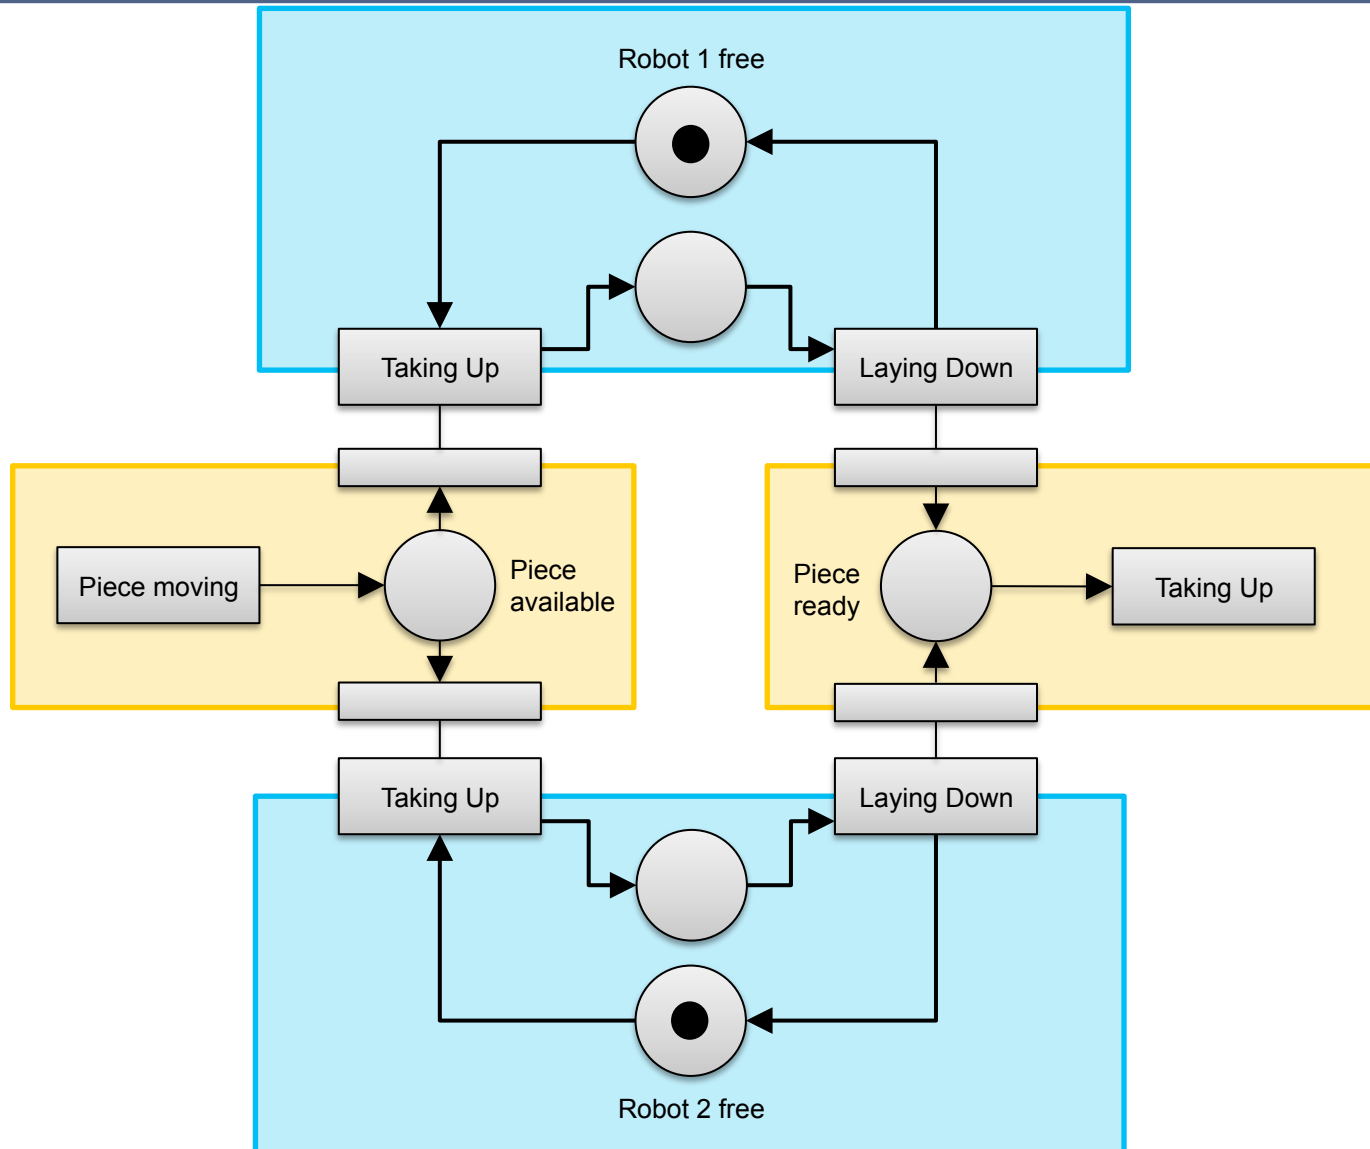 Robot 1 free
Taking Up
Laying Down
Piece moving
Piece
available
Piece
ready
Taking Up
Taking Up
Laying Down
Robot 2 free